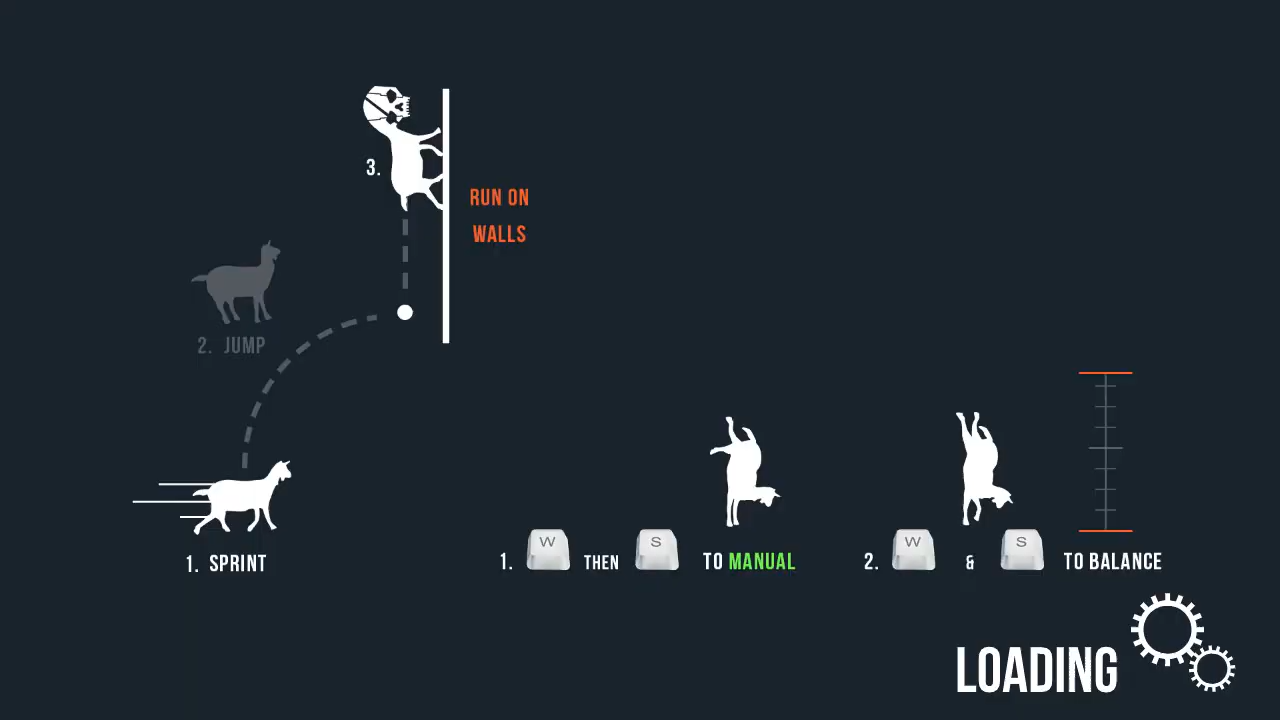 3.
RUN ON
WALLS
2. JUMP
1. SPRINT
1. W THEN S TO MANUAL
2. W & S TO BALANCE
LOADING